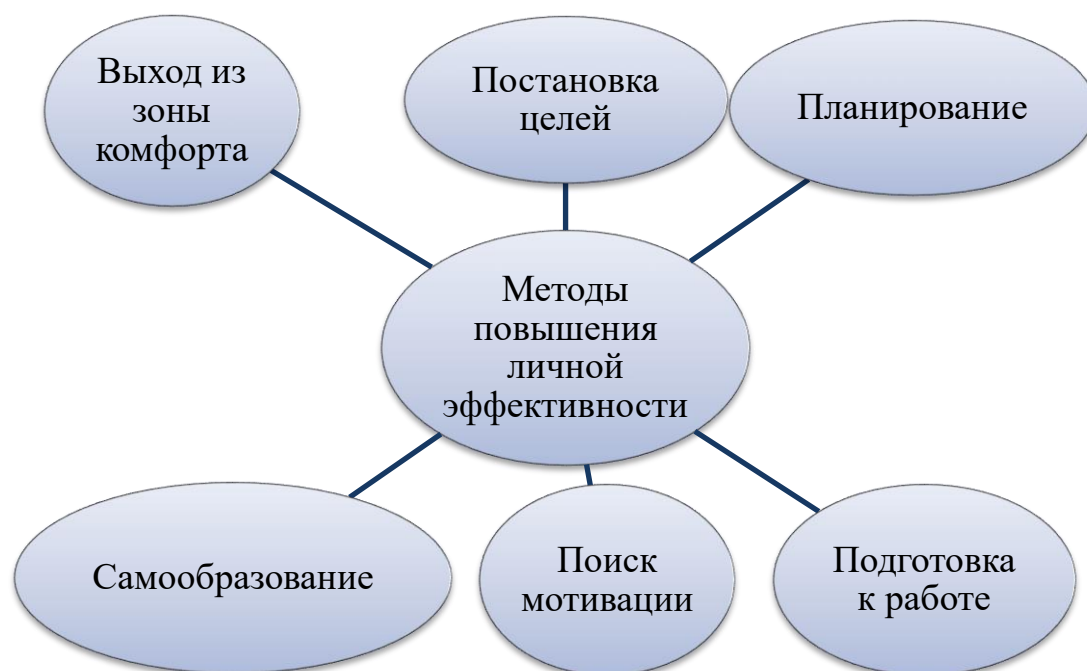 Выход из
зоны
комфорта
Постановка
целей
Планирование
Методы
повышения
личной
эффективности
Самообразование
Поиск
мотивации
Подготовка
к работе